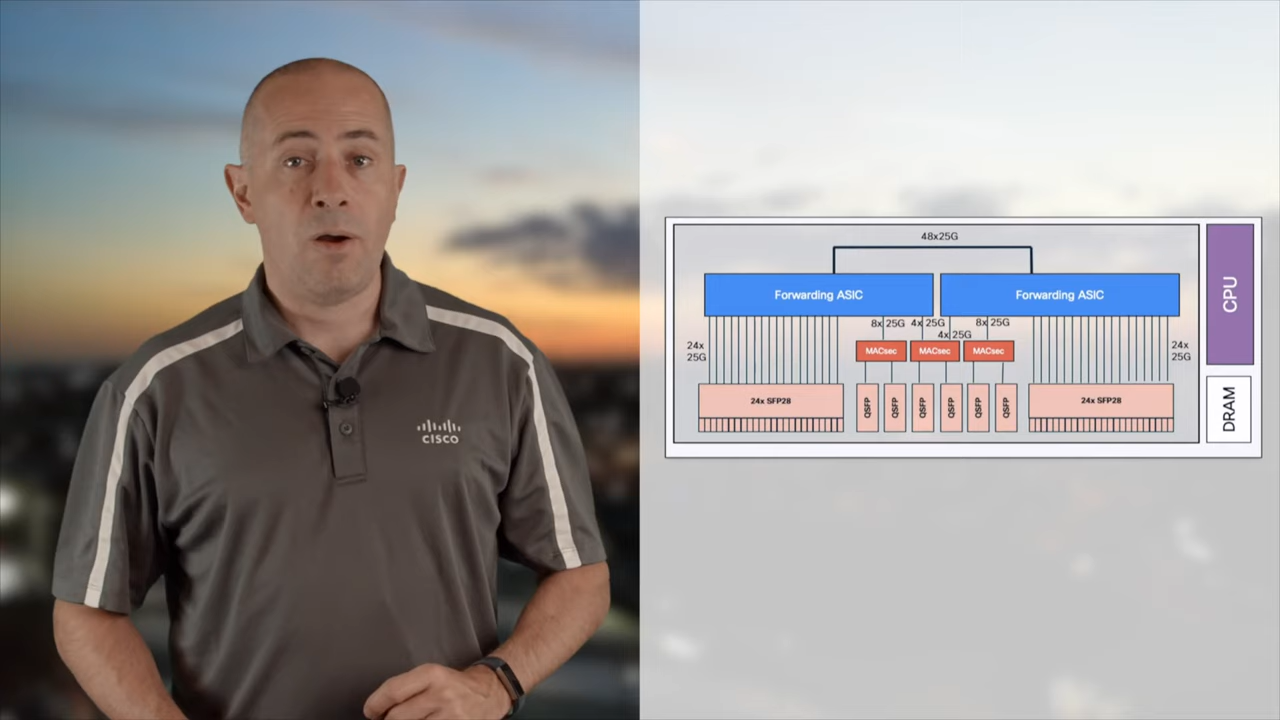 CISCO
48x25G
Forwarding ASIC
Forwarding ASIC
8x 25G
4x 25G
8x 25G
4x 25G
24x
25G
24x
25G
MACsec
MACsec
MACsec
24x SFP28
QSFP
QSFP
QSFP
QSFP
QSFP
QSFP
24x SFP28
CPU
DRAM